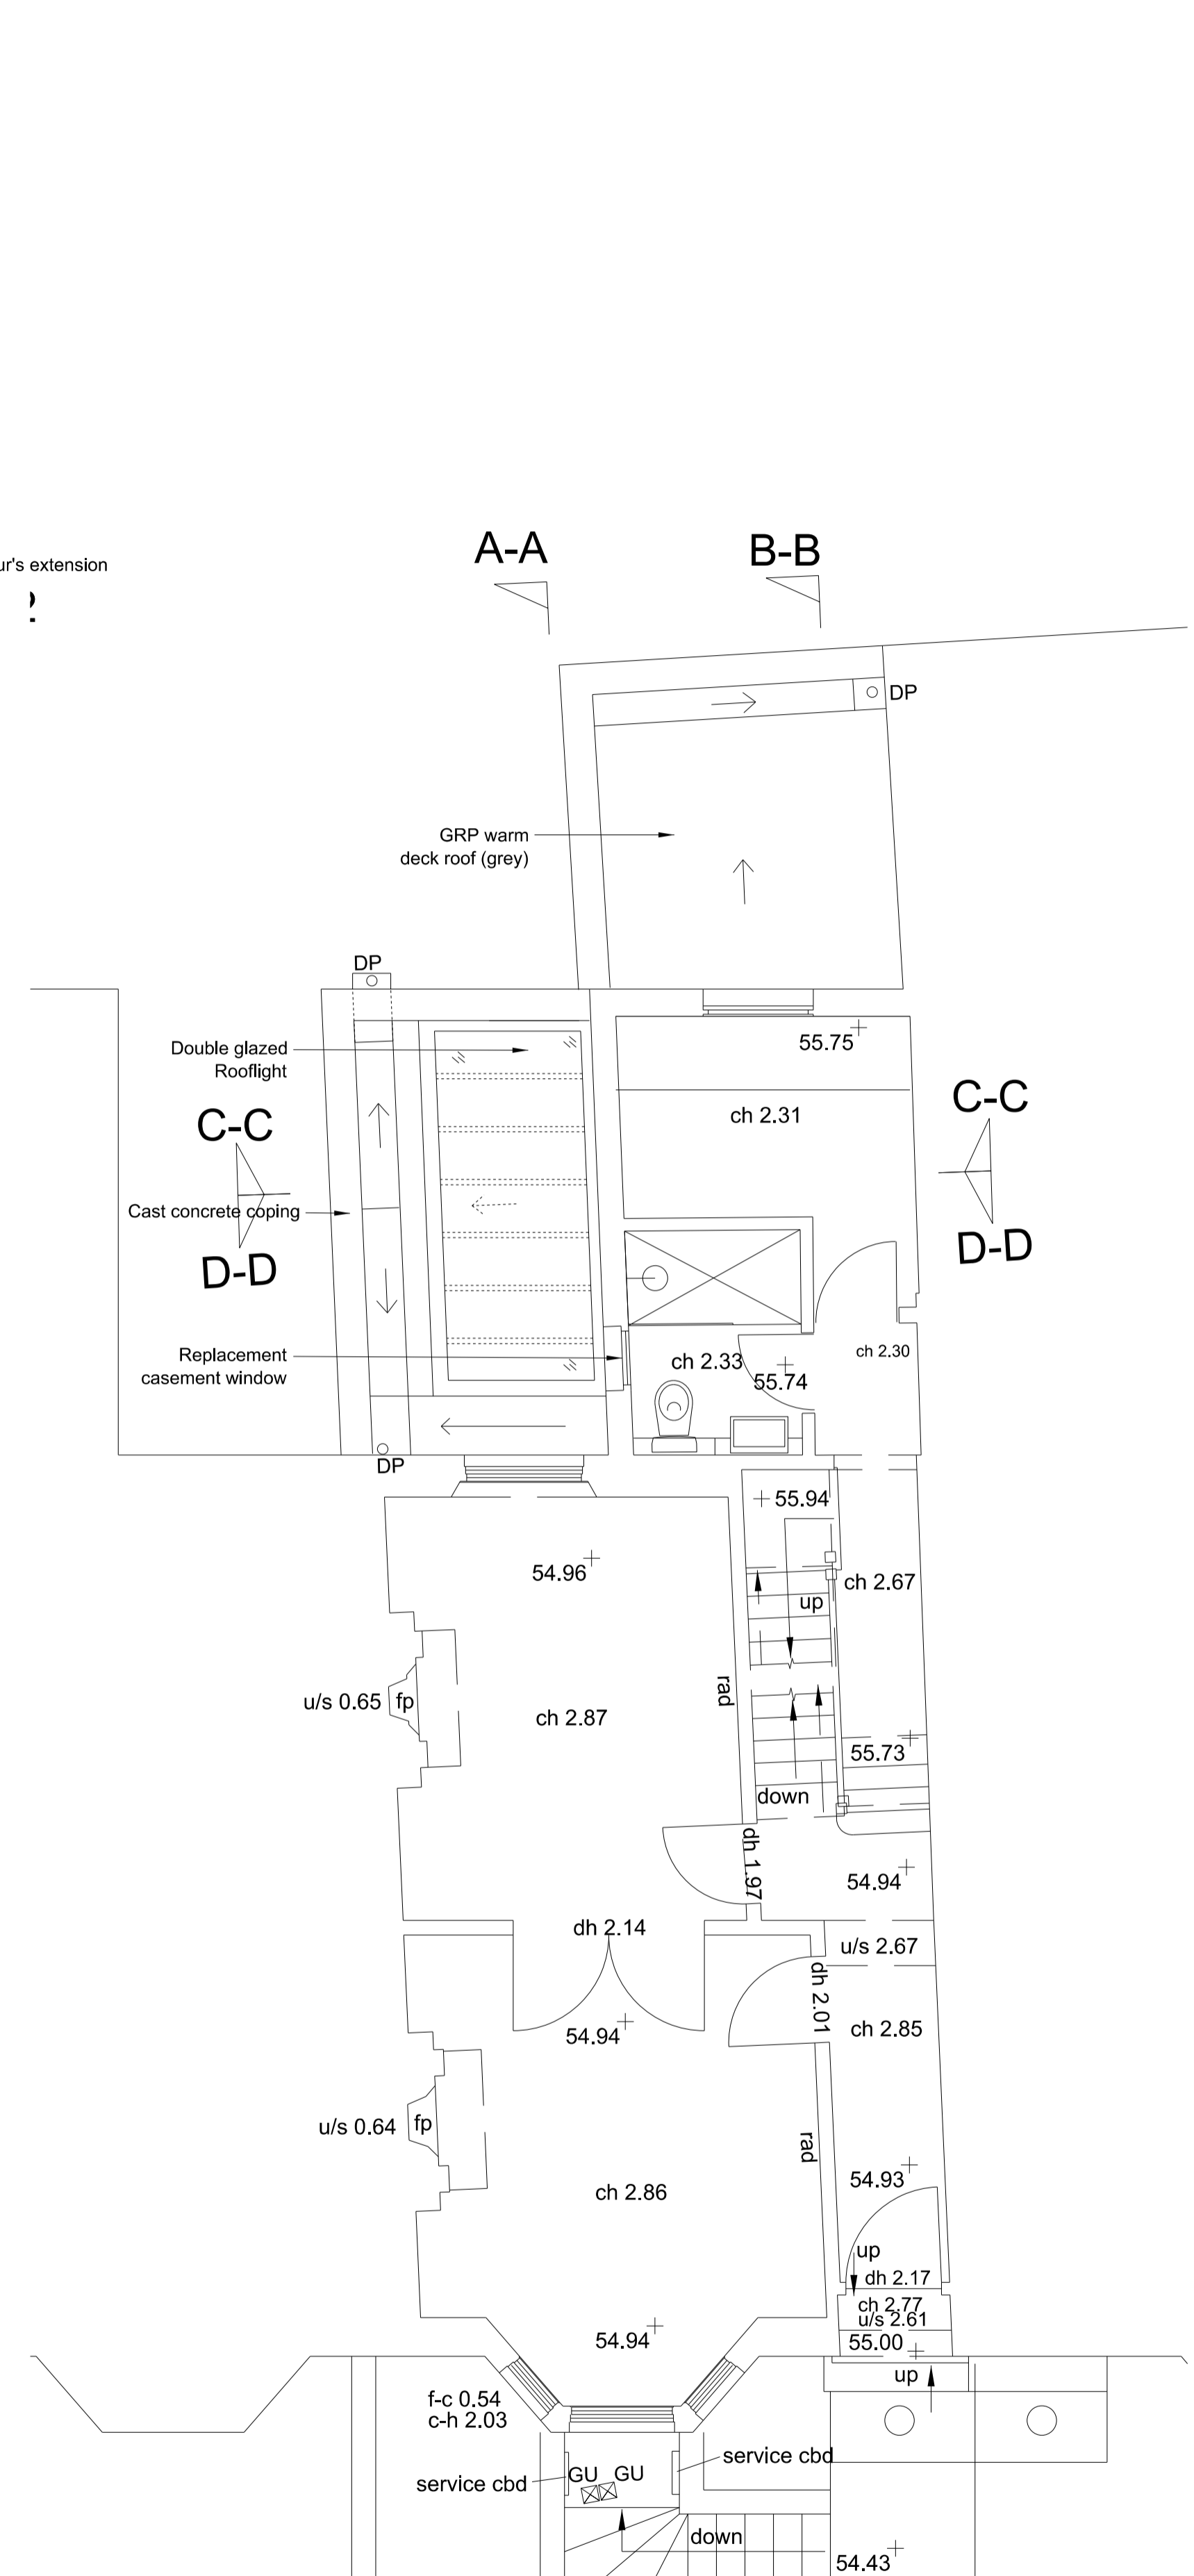 A-A
B-B
ur's extension
DP
GRP warm
deck roof (grey)
DP
Double glazed
Rooflight
55.75
C-C
C-C
ch 2.31
Cast concrete coping
D-D
D-D
Replacement
casement window
ch 2.33
55.74
ch 2.30
DP
55.94
54.96
ch 2.67
up
u/s 0.65
fp
rad
ch 2.87
55.73
down
dh 1.97
54.94
dh 2.14
u/s 2.67
dh 2.01
54.94
ch 2.85
u/s 0.64
fp
rad
54.93
ch 2.86
up
dh 2.17
ch 2.77
u/s 2.61
54.94
55.00
up
f-c 0.54
c-h 2.03
service cbd
GU GU
service cbd
down
54.43